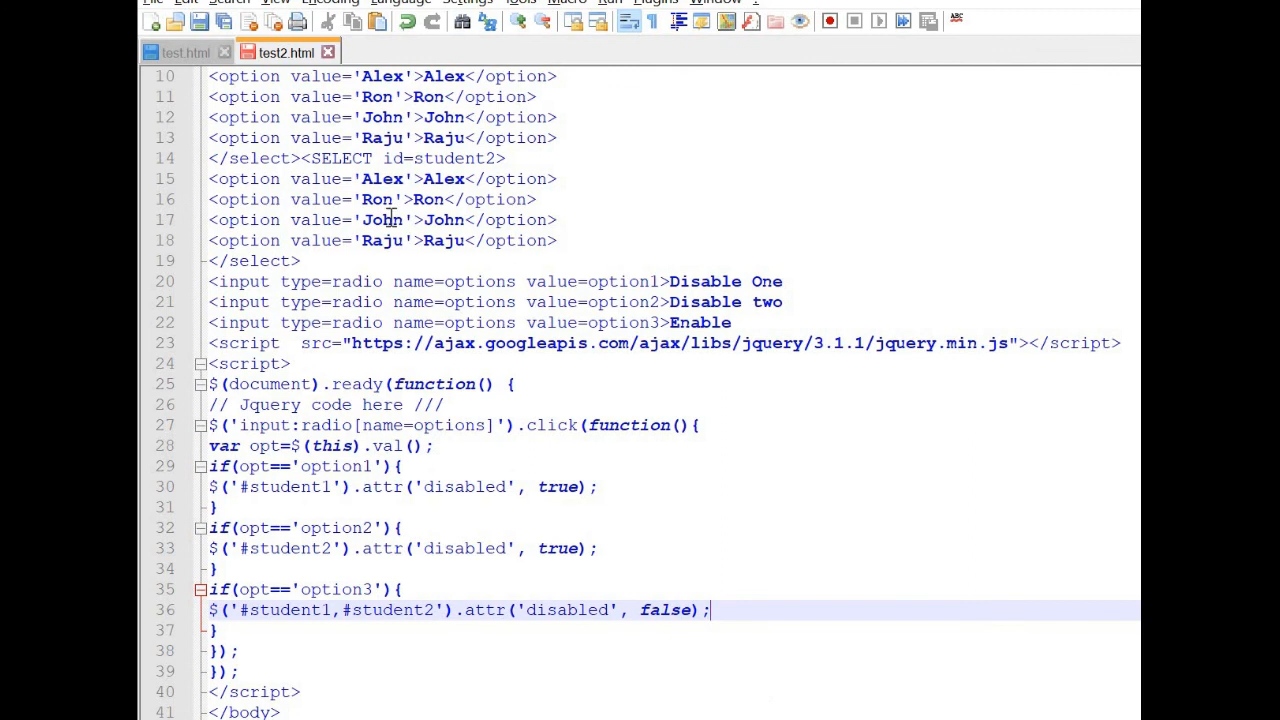 File Edit Search View Encoding Language Settings Tools Macro Run Plugins Window ?
ABC
test.html test2.html
10 <option value='Alex'>Alex</option>
11 <option value='Ron'>Ron</option>
12 <option value='John'>John</option>
13 <option value='Raju'>Raju</option>
14 </select><SELECT id=student2>
15 <option value='Alex'>Alex</option>
16 <option value='Ron'>Ron</option>
17 <option value='John'>John</option>
18 <option value='Raju'>Raju</option>
19 </select>
20 <input type=radio name=options value=option1>Disable One
21 <input type=radio name=options value=option2>Disable two
22 <input type=radio name=options value=option3>Enable
23 <script  src="https://ajax.googleapis.com/ajax/libs/jquery/3.1.1/jquery.min.js"></script>
24 <script>
25 $(document).ready(function() {
26 // Jquery code here ///
27 $('input:radio[name=options]').click(function(){
28 var opt=$(this).val();
29 if(opt=='option1'){
30 $('#student1').attr('disabled', true);
31 }
32 if(opt=='option2'){
33 $('#student2').attr('disabled', true);
34 }
35 if(opt=='option3'){
36 $('#student1,#student2').attr('disabled', false);
37 }
38 });
39 });
40 </script>
41 </body>